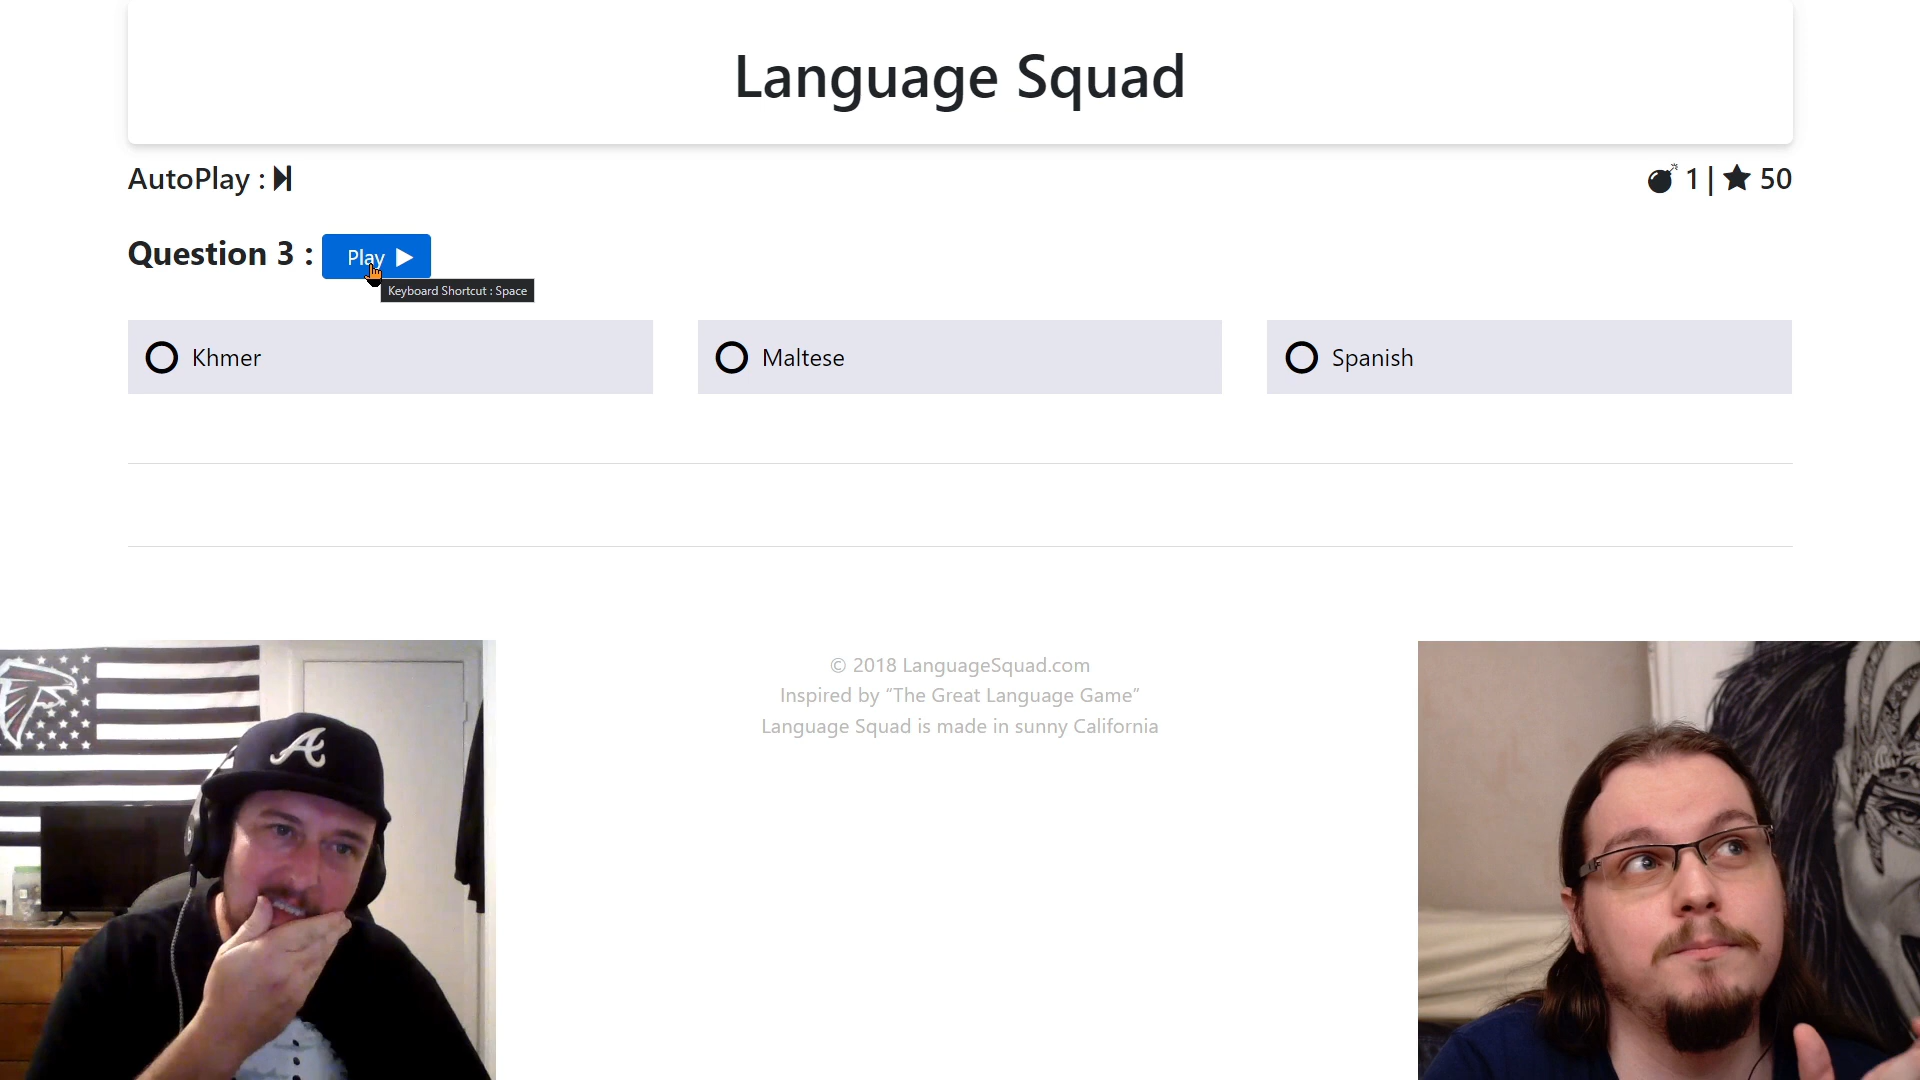 Language Squad
AutoPlay :
1 | 50
Question 3 : Play
Keyboard Shortcut : Space
Khmer
Maltese
Spanish
© 2018 LanguageSquad.com
Inspired by “The Great Language Game”
Language Squad is made in sunny California
A